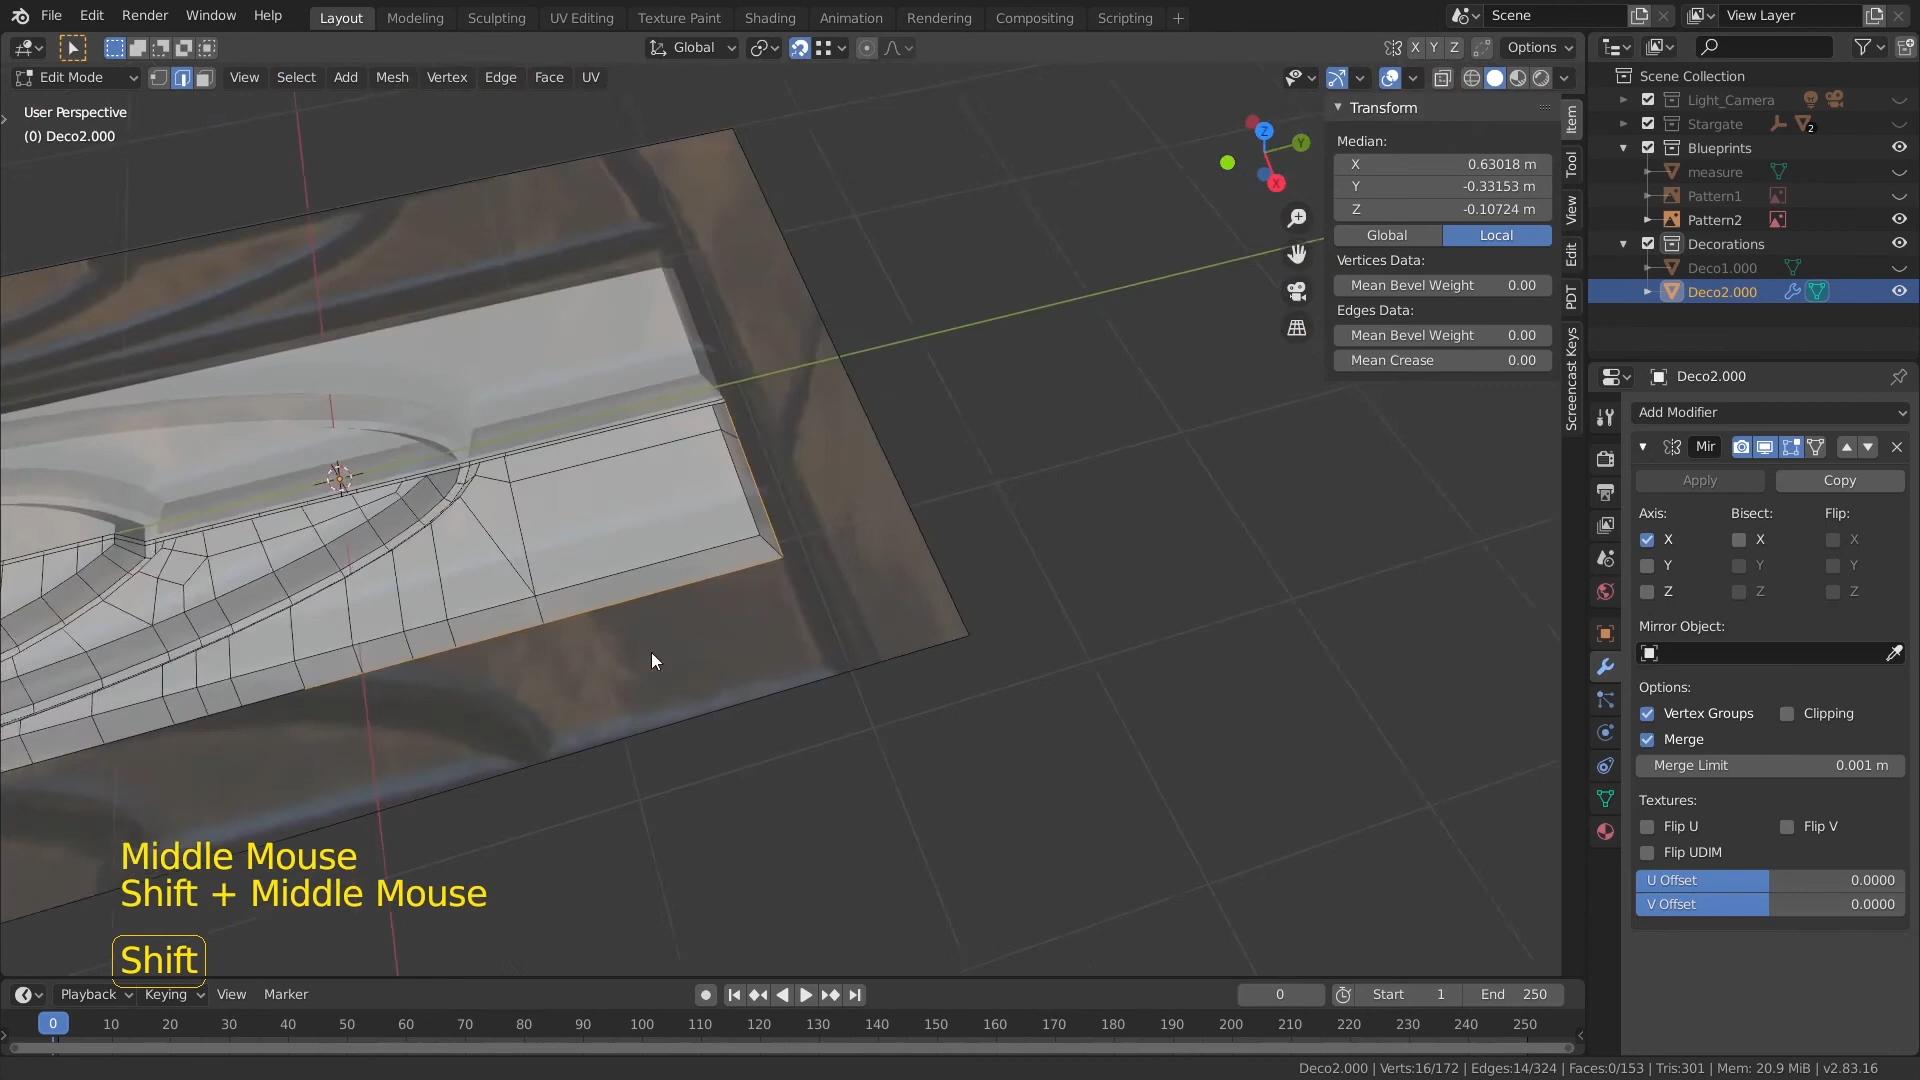 File Edit Render Window Help
Layout Modeling Sculpting UV Editing Texture Paint Shading Animation Rendering Compositing Scripting +
Scene
View Layer
Global
X Y Z
Options
Edit Mode
View Select Add Mesh Vertex Edge Face UV
User Perspective
(0) Deco2.000
Z
Y
X
Transform
Median:
X 0.63018 m
Y -0.33153 m
Z -0.10724 m
Global Local
Vertices Data:
Mean Bevel Weight 0.00
Edges Data:
Mean Bevel Weight 0.00
Mean Crease 0.00
Item
Tool
View
Edit
PDT
Screencast Keys
Scene Collection
Light_Camera
Stargate 2
Blueprints
measure
Pattern1
Pattern2
Decorations
Deco1.000
Deco2.000
Deco2.000
Add Modifier
Mir
Apply Copy
Axis: Bisect: Flip:
X X X
Y Y Y
Z Z Z
Mirror Object:
Options:
Vertex Groups Clipping
Merge
Merge Limit 0.001 m
Textures:
Flip U Flip V
Flip UDIM
U Offset 0.0000
V Offset 0.0000
Middle Mouse
Shift + Middle Mouse
Shift
Playback Keying View Marker
0
Start 1 End 250
0 10 20 30 40 50 60 70 80 90 100 110 120 130 140 150 160 170 180 190 200 210 220 230 240 250
Deco2.000 | Verts:16/172 | Edges:14/324 | Faces:0/153 | Tris:301 | Mem: 20.9 MiB | v2.83.16